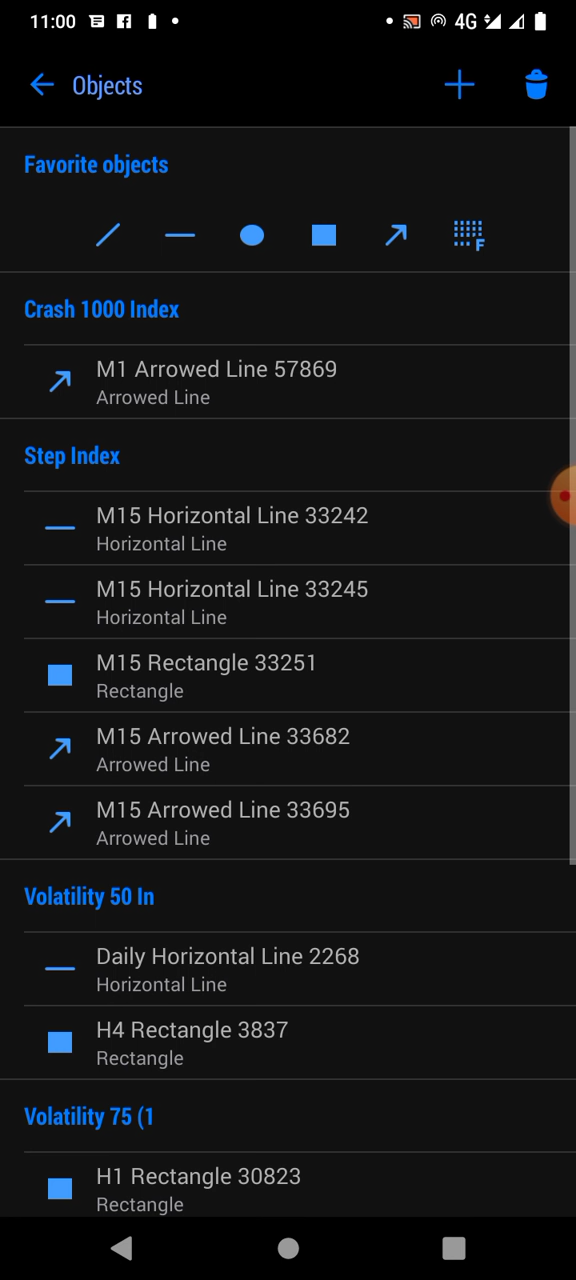 11:00
4G
Objects
Favorite objects
F
Crash 1000 Index
M1 Arrowed Line 57869
Arrowed Line
Step Index
M15 Horizontal Line 33242
Horizontal Line
M15 Horizontal Line 33245
Horizontal Line
M15 Rectangle 33251
Rectangle
M15 Arrowed Line 33682
Arrowed Line
M15 Arrowed Line 33695
Arrowed Line
Volatility 50 In
Daily Horizontal Line 2268
Horizontal Line
H4 Rectangle 3837
Rectangle
Volatility 75 (1
H1 Rectangle 30823
Rectangle